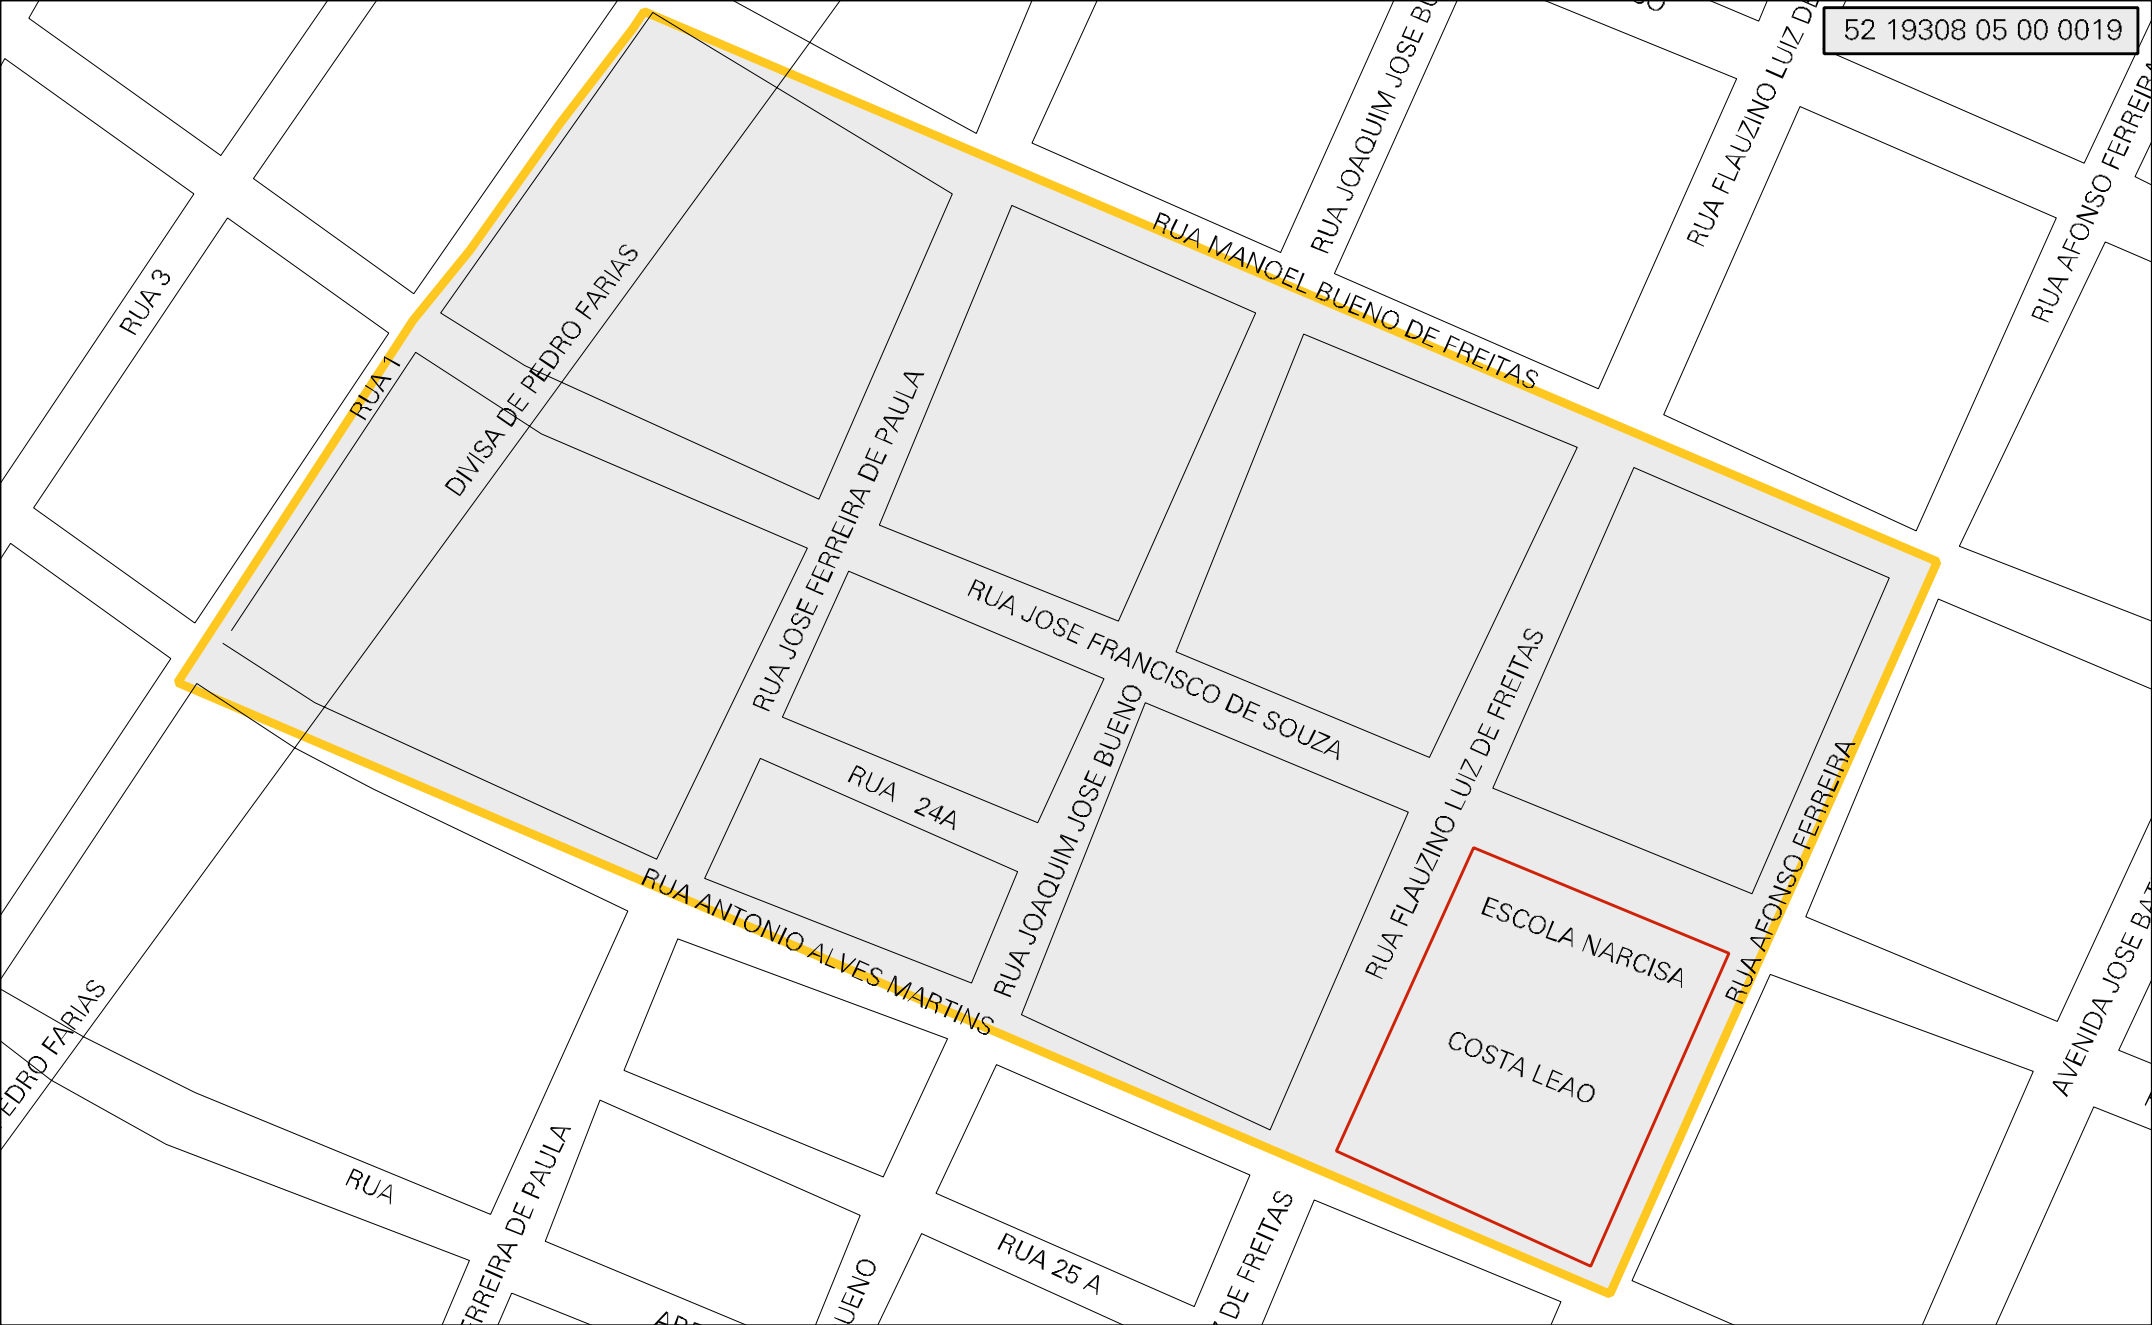 52 19308 05 00 0019
RUA JOAQUIM JOSE
RUA FLAUZINO LUIZ
RUA AFONSO FERREIRA
RUA 3
RUA MANOEL BUENO DE FREITAS
DIVISA DE PEDRO FARIAS
RUA 1
RUA JOSE FERREIRA DE PAULA
RUA JOSE FRANCISCO DE SOUZA
RUA FLAUZINO LUIZ DE FREITAS
RUA JOAQUIM JOSE BUENO
RUA 24A
RUA AFONSO FERREIRA
RUA ANTONIO ALVES MARTINS
ESCOLA NARCISA
COSTA LEAO
AVENIDA JOSE
EDRO FARIAS
RUA
ERREIRA DE PAULA
RUA 25 A
DE FREITAS
UENO